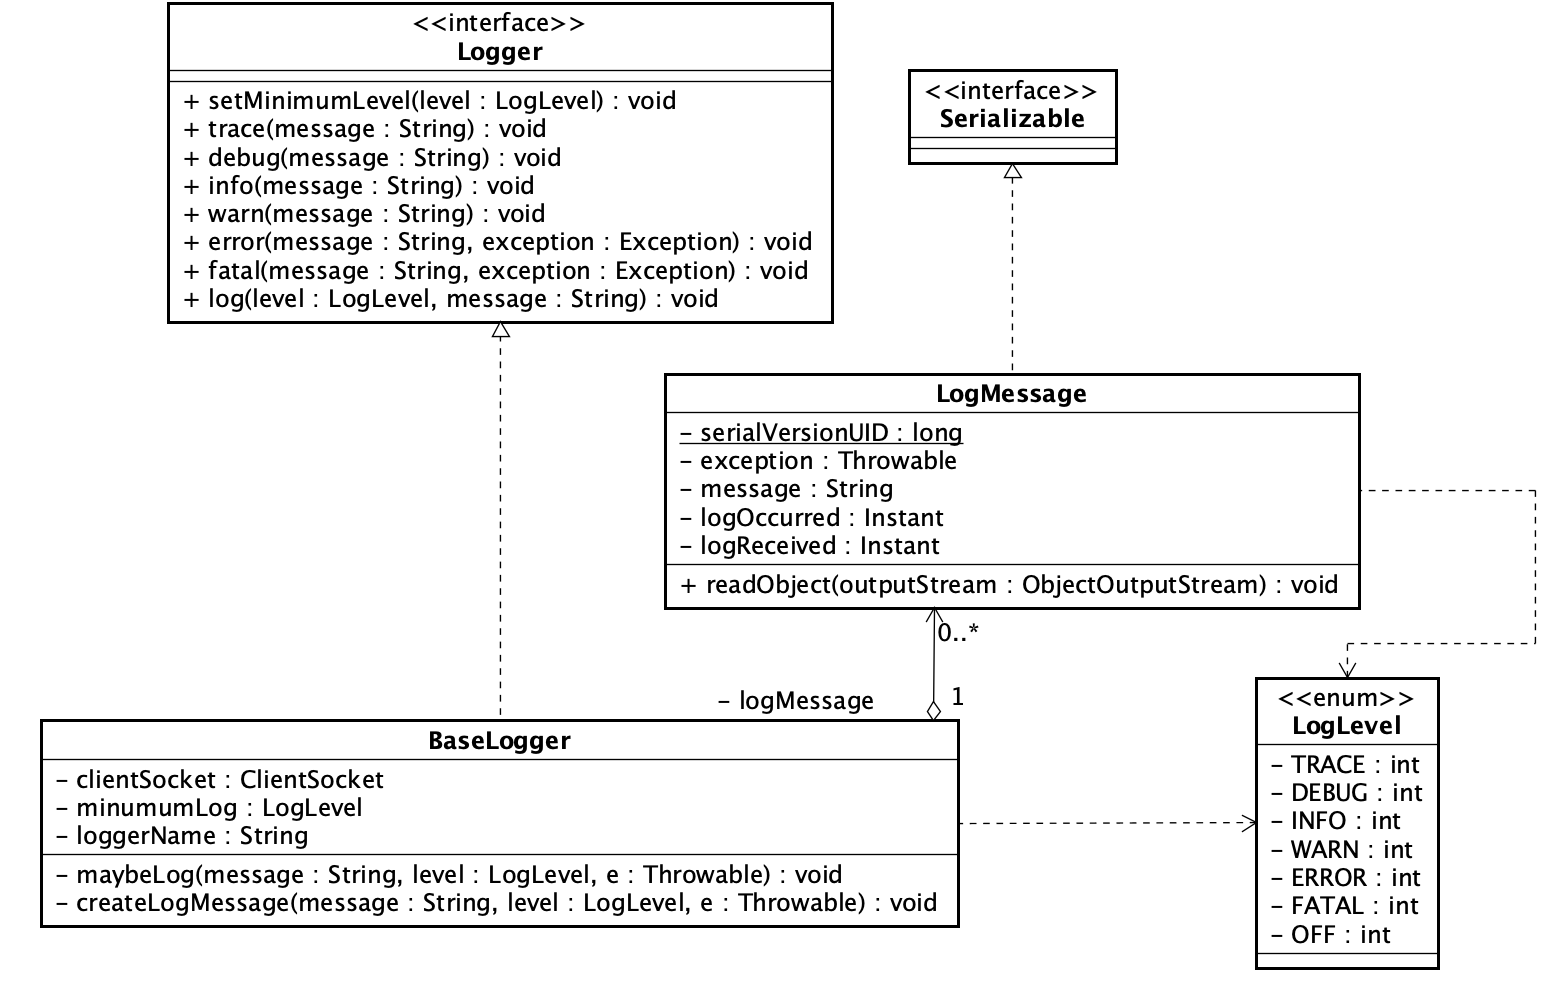 <<interface>>
Logger
+ setMinimumLevel(level : LogLevel) : void
+ trace(message : String) : void
+ debug(message : String) : void
+ info(message : String) : void
+ warn(message : String) : void
+ error(message : String, exception : Exception) : void
+ fatal(message : String, exception : Exception) : void
+ log(level : LogLevel, message : String) : void
<<interface>>
Serializable
LogMessage
- serialVersionUID : long
- exception : Throwable
- message : String
- logOccurred : Instant
- logReceived : Instant
+ readObject(outputStream : ObjectOutputStream) : void
0..*
- logMessage
1
BaseLogger
- clientSocket : ClientSocket
- minumumLog : LogLevel
- loggerName : String
- maybeLog(message : String, level : LogLevel, e : Throwable) : void
- createLogMessage(message : String, level : LogLevel, e : Throwable) : void
<<enum>>
LogLevel
- TRACE : int
- DEBUG : int
- INFO : int
- WARN : int
- ERROR : int
- FATAL : int
- OFF : int